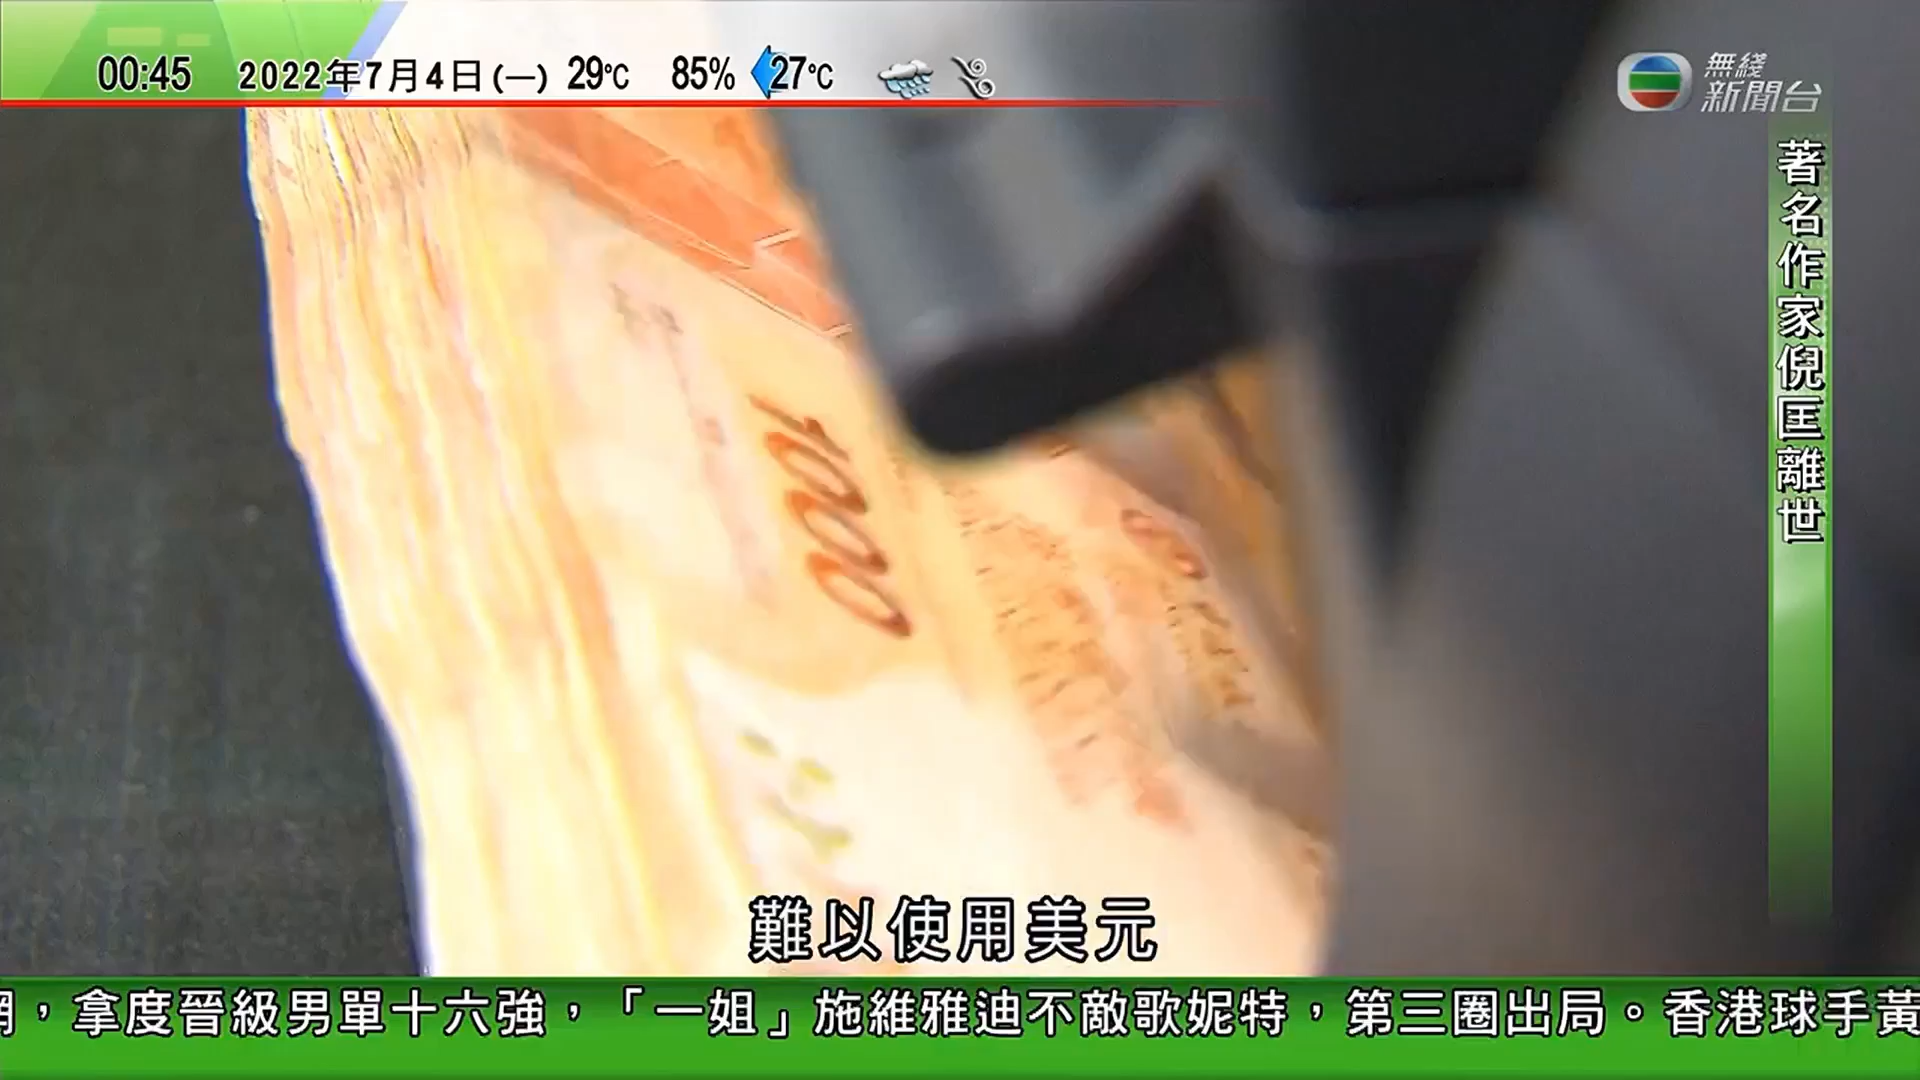 00:45 2022年7月4日(一) 29℃ 85% 27℃
無綫
新聞台
著名作家倪匡離世
1000
難以使用美元
，拿度晉級男單十六強，「一姐」施維雅迪不敵歌妮特，第三圈出局。香港球手黃